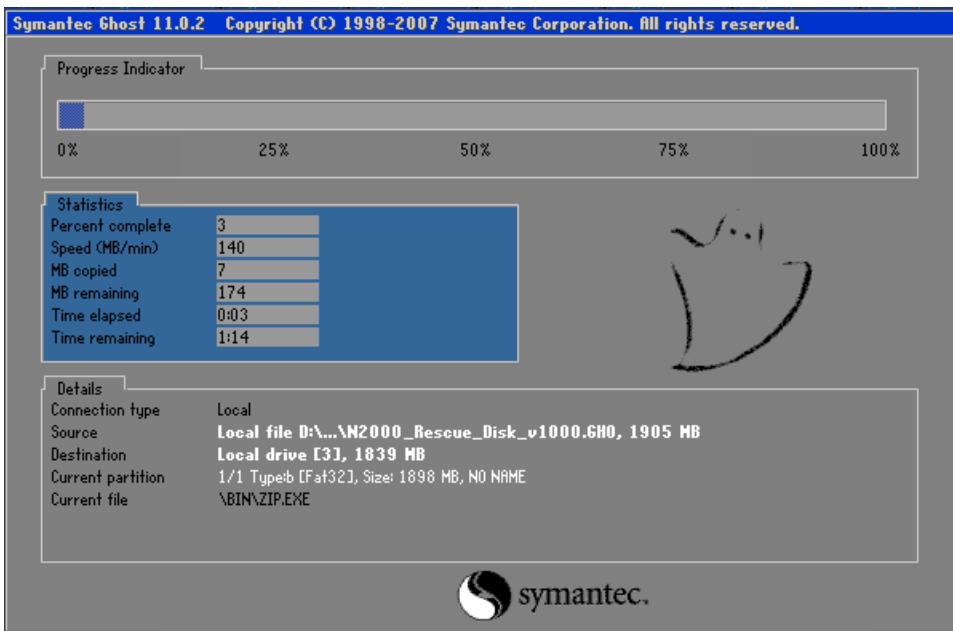 Symantec Ghost 11.0.2 Copyright (C) 1998-2007 Symantec Corporation. All rights reserved.
Progress Indicator
0% 25% 50% 75% 100%
Statistics
Percent complete 3
Speed (MB/min) 140
MB copied 7
MB remaining 174
Time elapsed 0:03
Time remaining 1:14
Details
Connection type Local
Source Local file D:\...\N2000_Rescue_Disk_v1000.GHO, 1905 MB
Destination Local drive [3], 1839 MB
Current partition 1/1 Type:b [Fat32], Size: 1898 MB, NO NAME
Current file \BIN\ZIP.EXE
symantec.